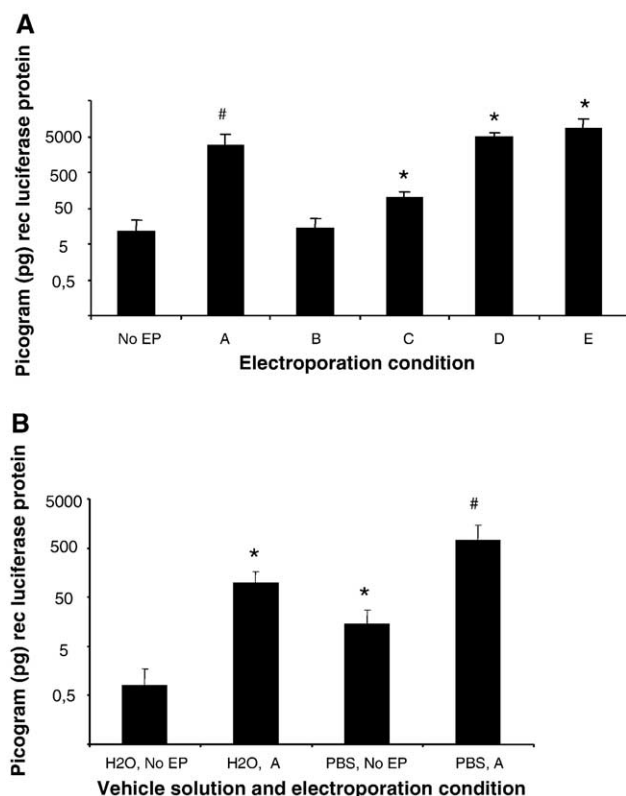 A
Picogram (pg) rec luciferase protein
5000
500
50
5
0,5
#
*
*
*
No EP A B C D E
Electroporation condition
B
Picogram (pg) rec luciferase protein
5000
500
50
5
0,5
*
*
#
H2O, No EP H2O, A PBS, No EP PBS, A
Vehicle solution and electroporation condition